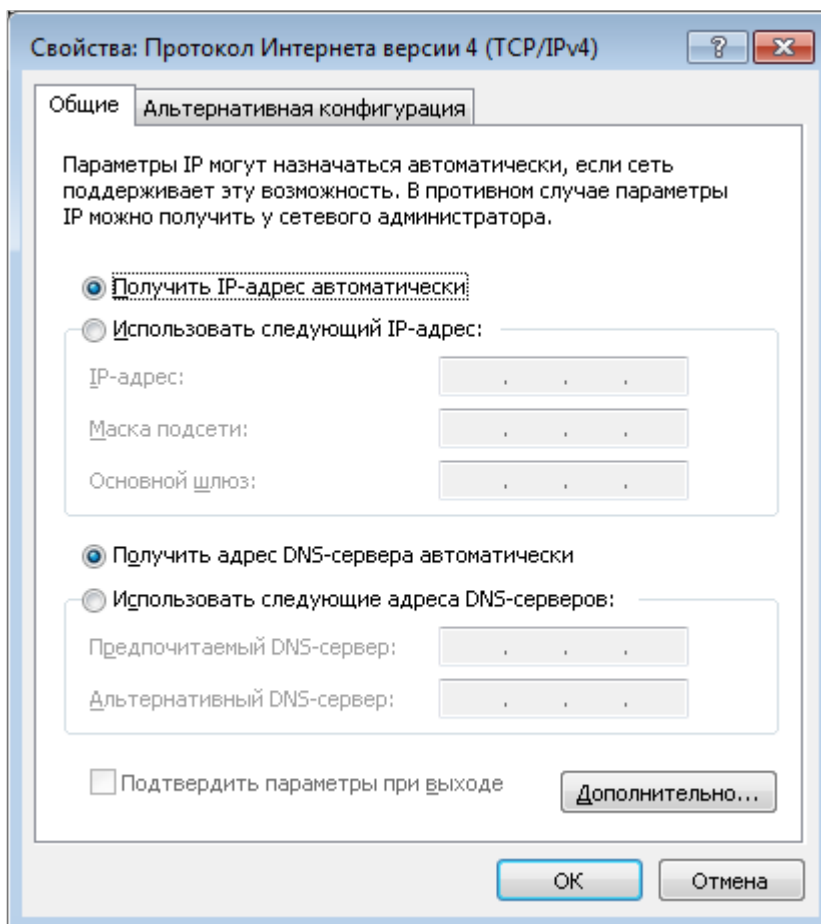 Свойства: Протокол Интернета версии 4 (TCP/IPv4)
Общие
Альтернативная конфигурация
Параметры IP могут назначаться автоматически, если сеть
поддерживает эту возможность. В противном случае параметры
IP можно получить у сетевого администратора.
Получить IP-адрес автоматически
Использовать следующий IP-адрес:
IP-адрес:
Маска подсети:
Основной шлюз:
Получить адрес DNS-сервера автоматически
Использовать следующие адреса DNS-серверов:
Предпочитаемый DNS-сервер:
Альтернативный DNS-сервер:
Подтвердить параметры при выходе
Дополнительно...
ОК
Отмена